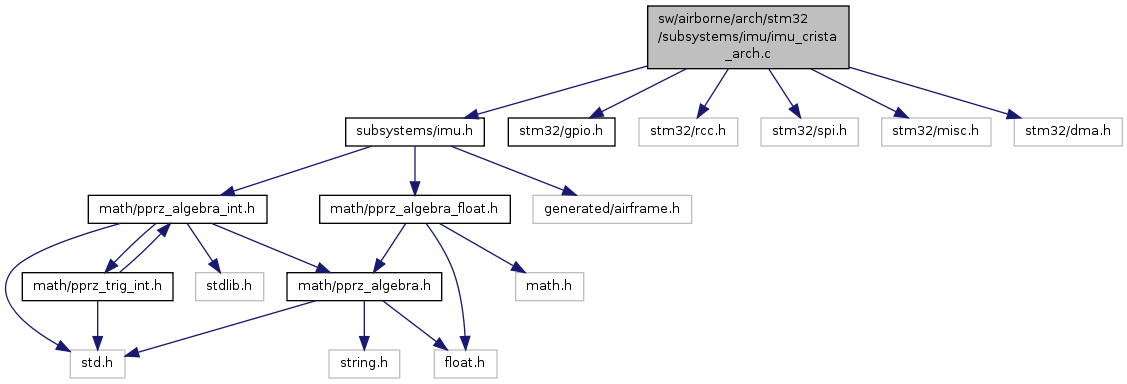 sw/airborne/arch/stm32
/subsystems/imu/imu_crista
_arch.c
subsystems/imu.h
stm32/gpio.h
stm32/rcc.h
stm32/spi.h
stm32/misc.h
stm32/dma.h
math/pprz_algebra_int.h
math/pprz_algebra_float.h
generated/airframe.h
math/pprz_trig_int.h
stdlib.h
math/pprz_algebra.h
math.h
std.h
string.h
float.h